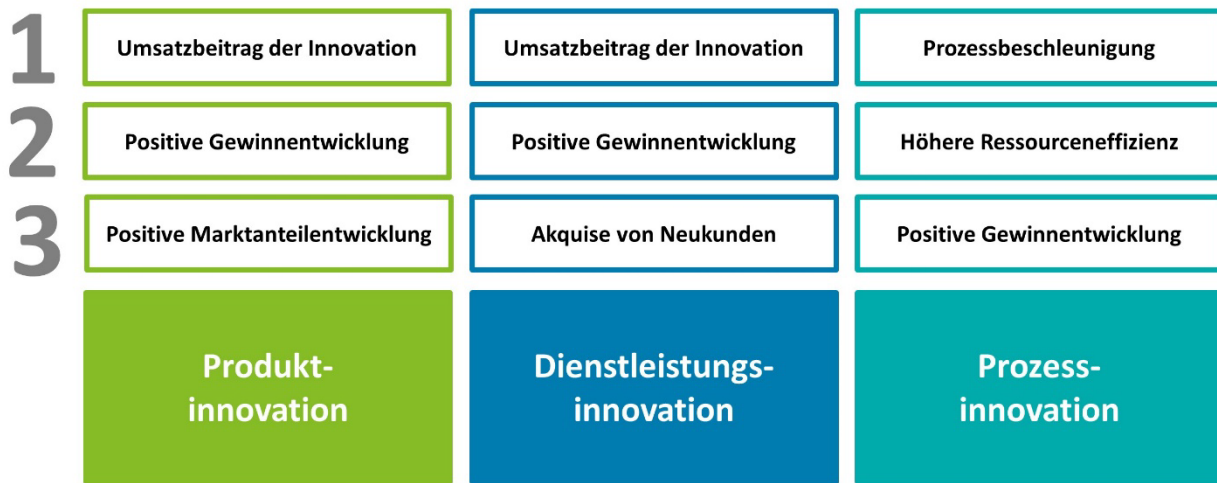 1
Umsatzbeitrag der Innovation
Umsatzbeitrag der Innovation
Prozessbeschleunigung
2
Positive Gewinnentwicklung
Positive Gewinnentwicklung
Höhere Ressourceneffizienz
3
Positive Marktanteilentwicklung
Akquise von Neukunden
Positive Gewinnentwicklung
Produkt-
innovation
Dienstleistungs-
innovation
Prozess-
innovation